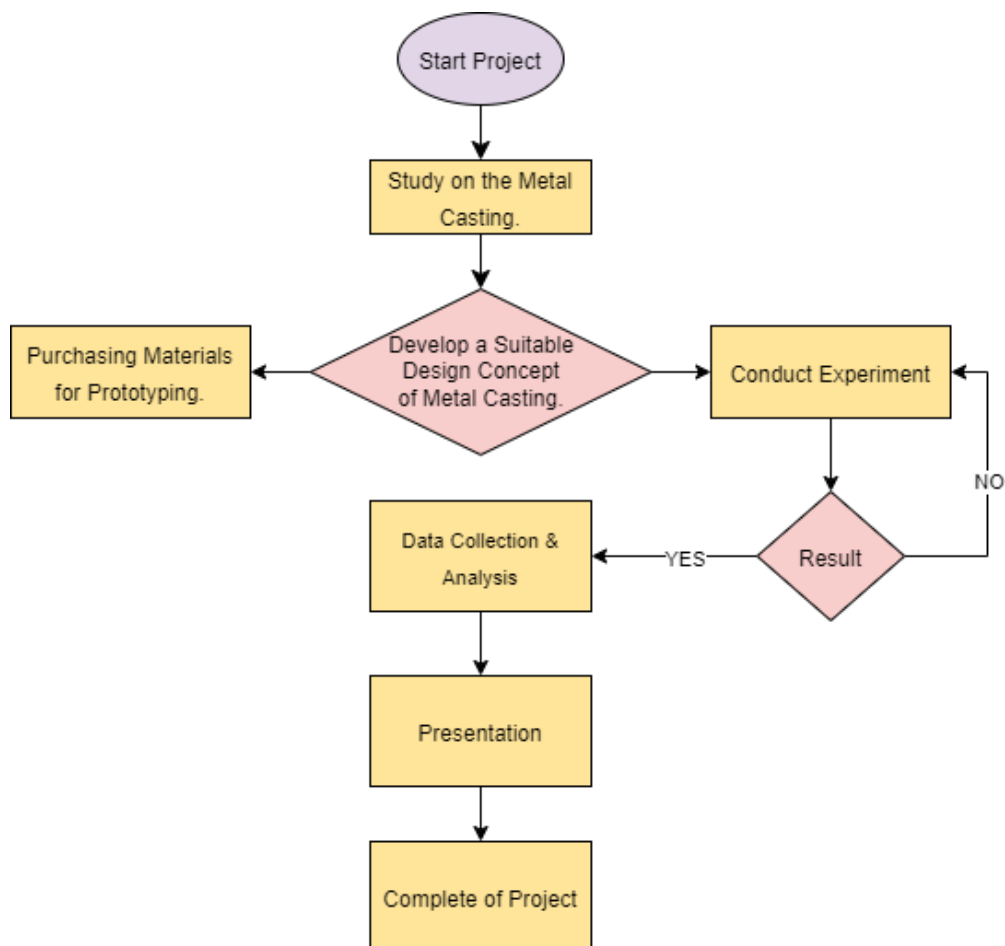 Start Project
Study on the Metal
Casting.
Develop a Suitable
Design Concept
of Metal Casting.
Purchasing Materials
for Prototyping.
Conduct Experiment
NO
Result
YES
Data Collection &
Analysis
Presentation
Complete of Project